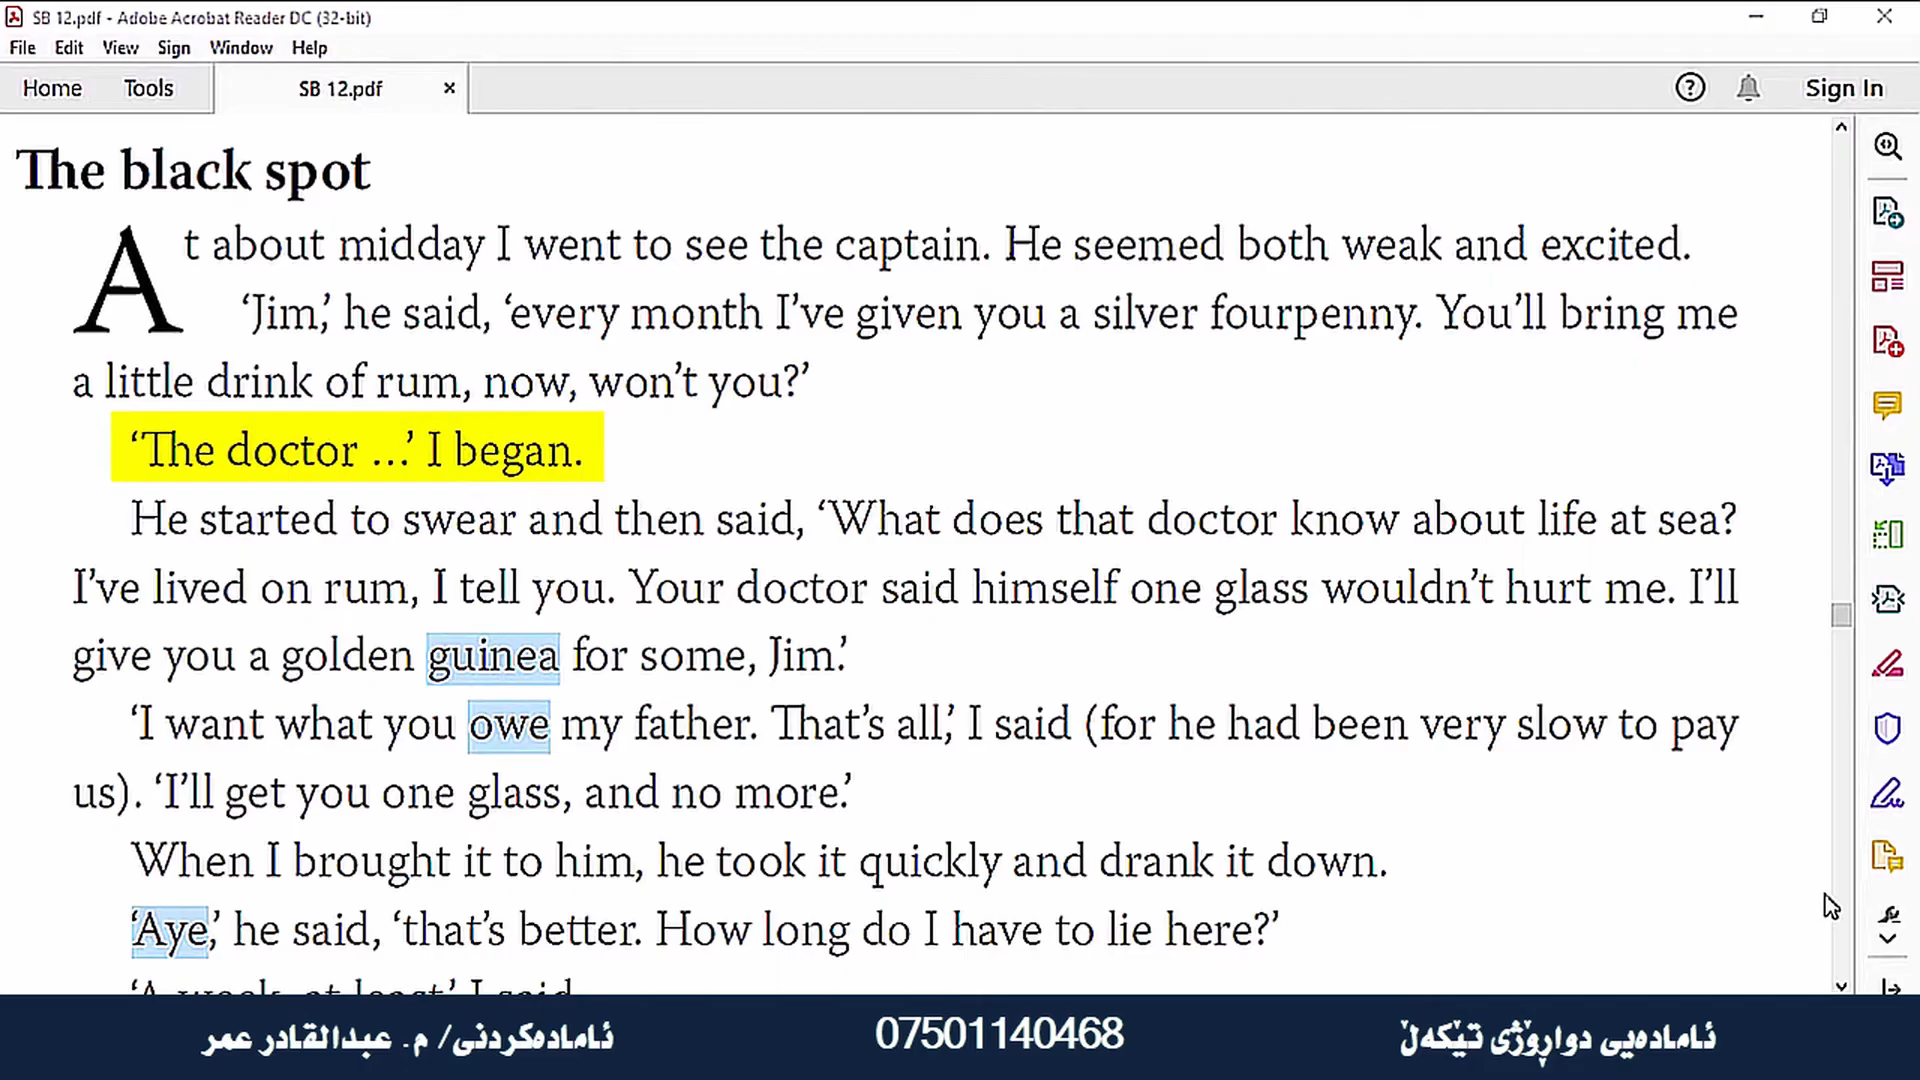 SB 12.pdf - Adobe Acrobat Reader DC (32-bit)
File Edit View Sign Window Help
Home Tools SB 12.pdf × Sign In
The black spot
At about midday I went to see the captain. He seemed both weak and excited.
‘Jim,’ he said, ‘every month I’ve given you a silver fourpenny. You’ll bring me
a little drink of rum, now, won’t you?’
‘The doctor …’ I began.
He started to swear and then said, ‘What does that doctor know about life at sea?
I’ve lived on rum, I tell you. Your doctor said himself one glass wouldn’t hurt me. I’ll
give you a golden guinea for some, Jim.’
‘I want what you owe my father. That’s all,’ I said (for he had been very slow to pay
us). ‘I’ll get you one glass, and no more.’
When I brought it to him, he took it quickly and drank it down.
‘Aye,’ he said, ‘that’s better. How long do I have to lie here?’
‘A week, at least,’ I said
ئامادەیی دواڕۆژی تێکەڵ 07501140468 ئامادەکردنی/ م. عبدالقادر عمر